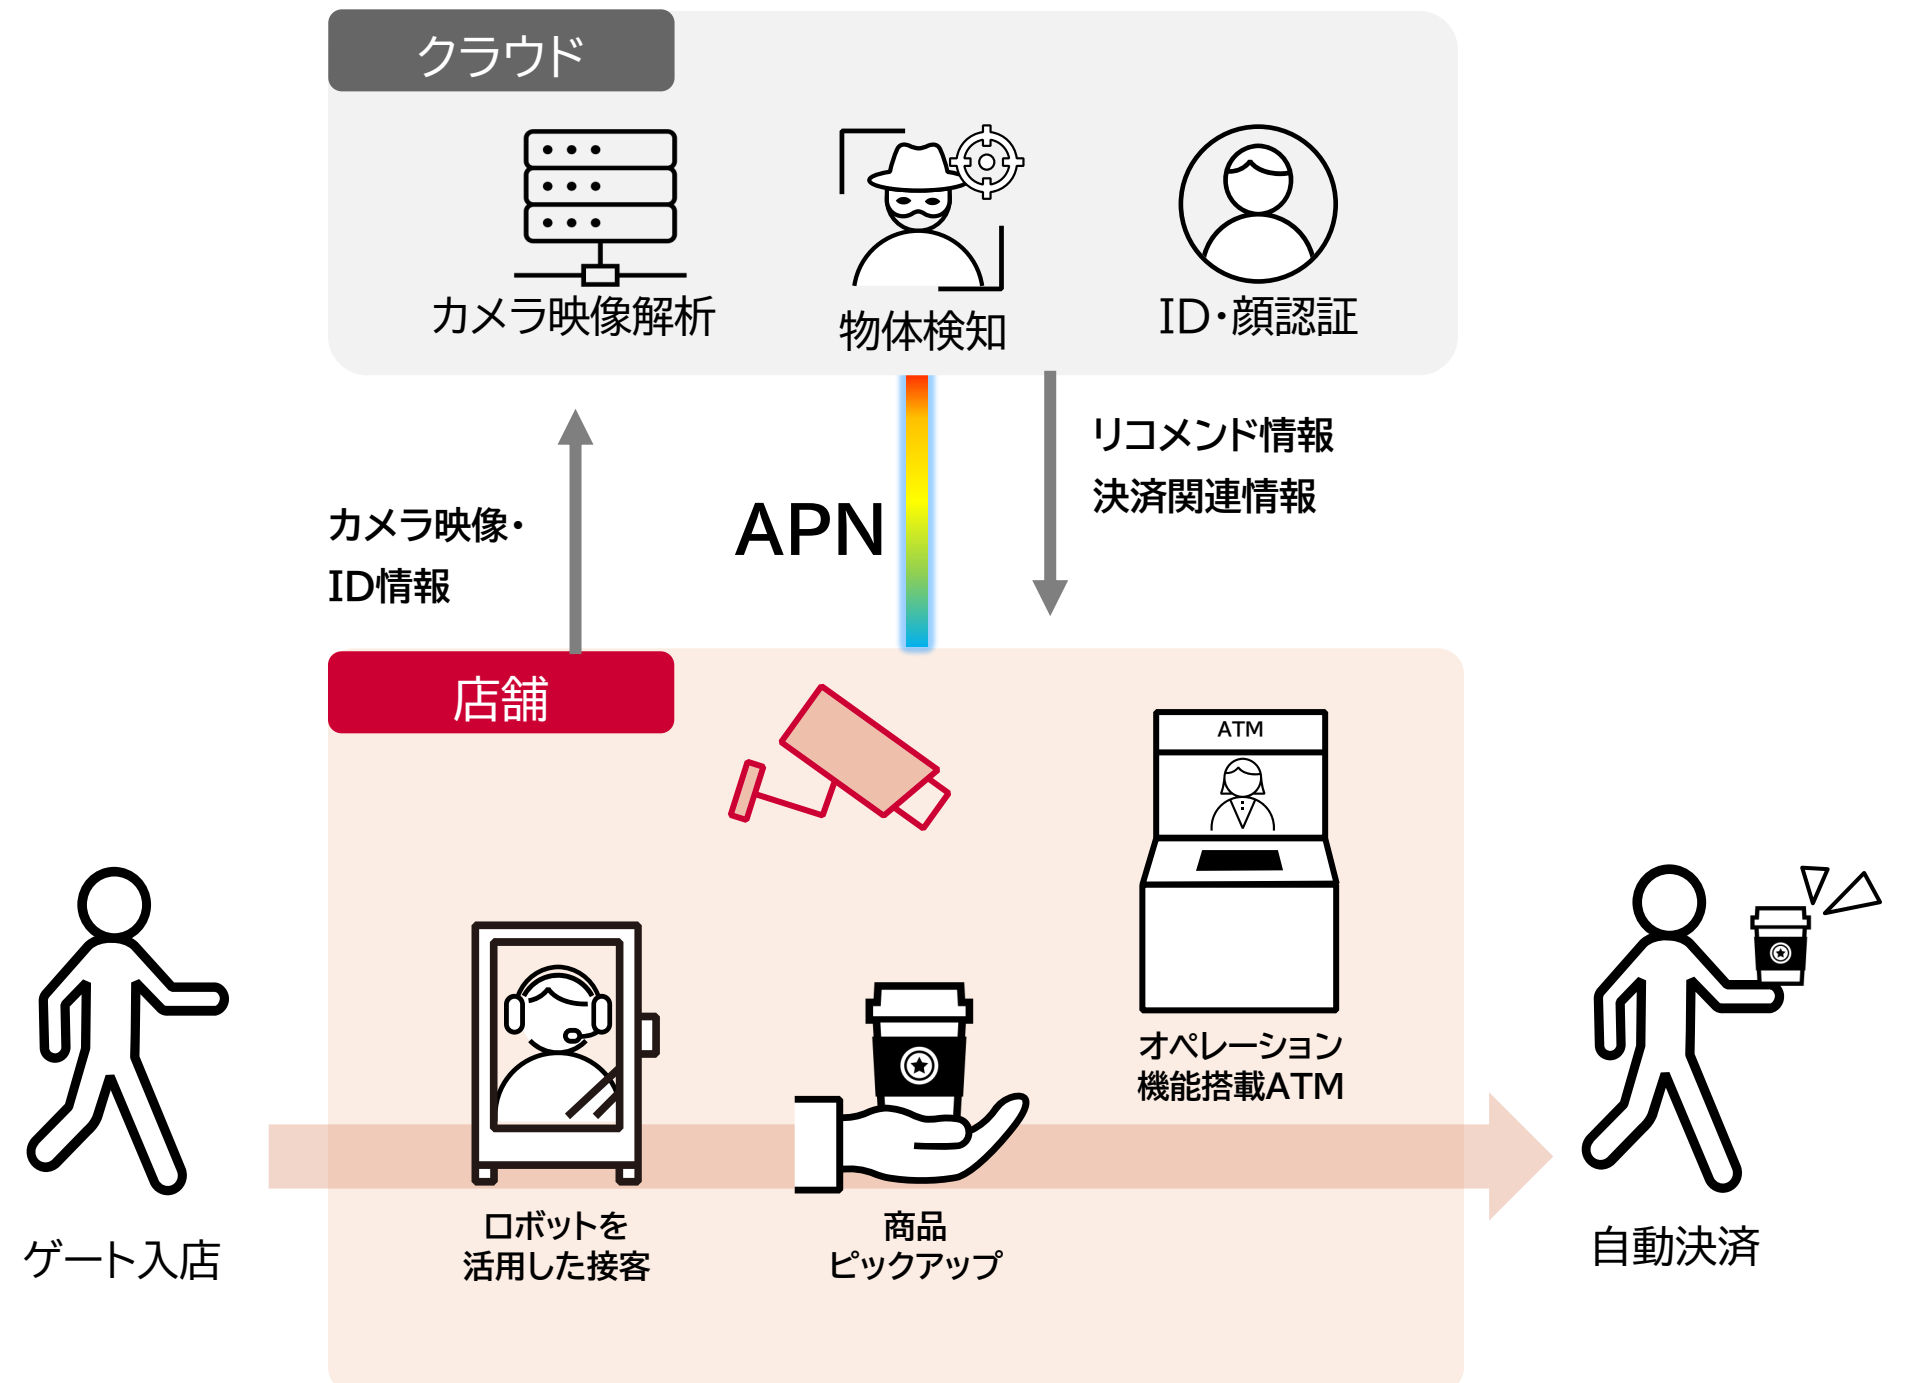 クラウド
カメラ映像解析
物体検知
ID・顔認証
カメラ映像・
ID情報
APN
リコメンド情報
決済関連情報
店舗
ATM
オペレーション
機能搭載ATM
ゲート入店
ロボットを
活用した接客
商品
ピックアップ
自動決済